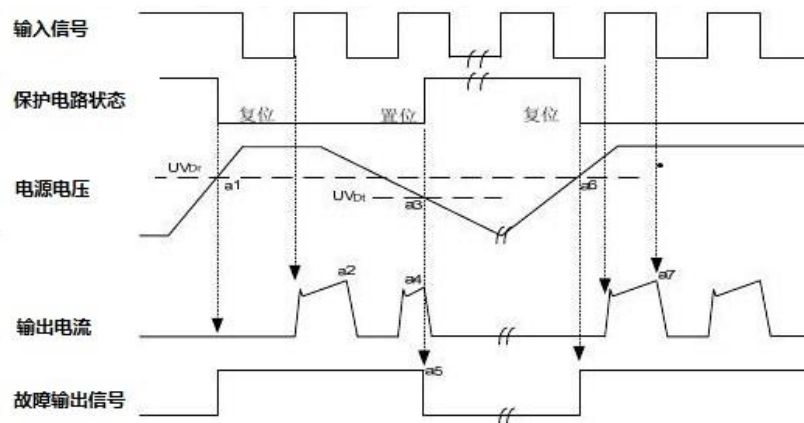 输入信号
保护电路状态
复位 置位 复位
电源电压
UVDr a1 a6
UVDt a3
a2 a4 a7
输出电流
a5
故障输出信号